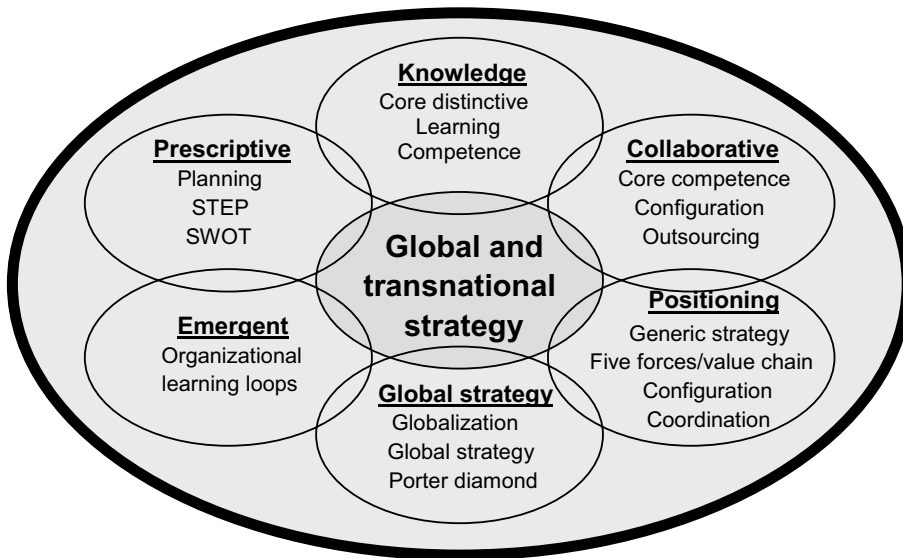 Knowledge
Core distinctive
Learning
Competence
Prescriptive
Planning
STEP
SWOT
Collaborative
Core competence
Configuration
Outsourcing
Global and
transnational
strategy
Emergent
Organizational
learning loops
Positioning
Generic strategy
Five forces/value chain
Configuration
Coordination
Global strategy
Globalization
Global strategy
Porter diamond